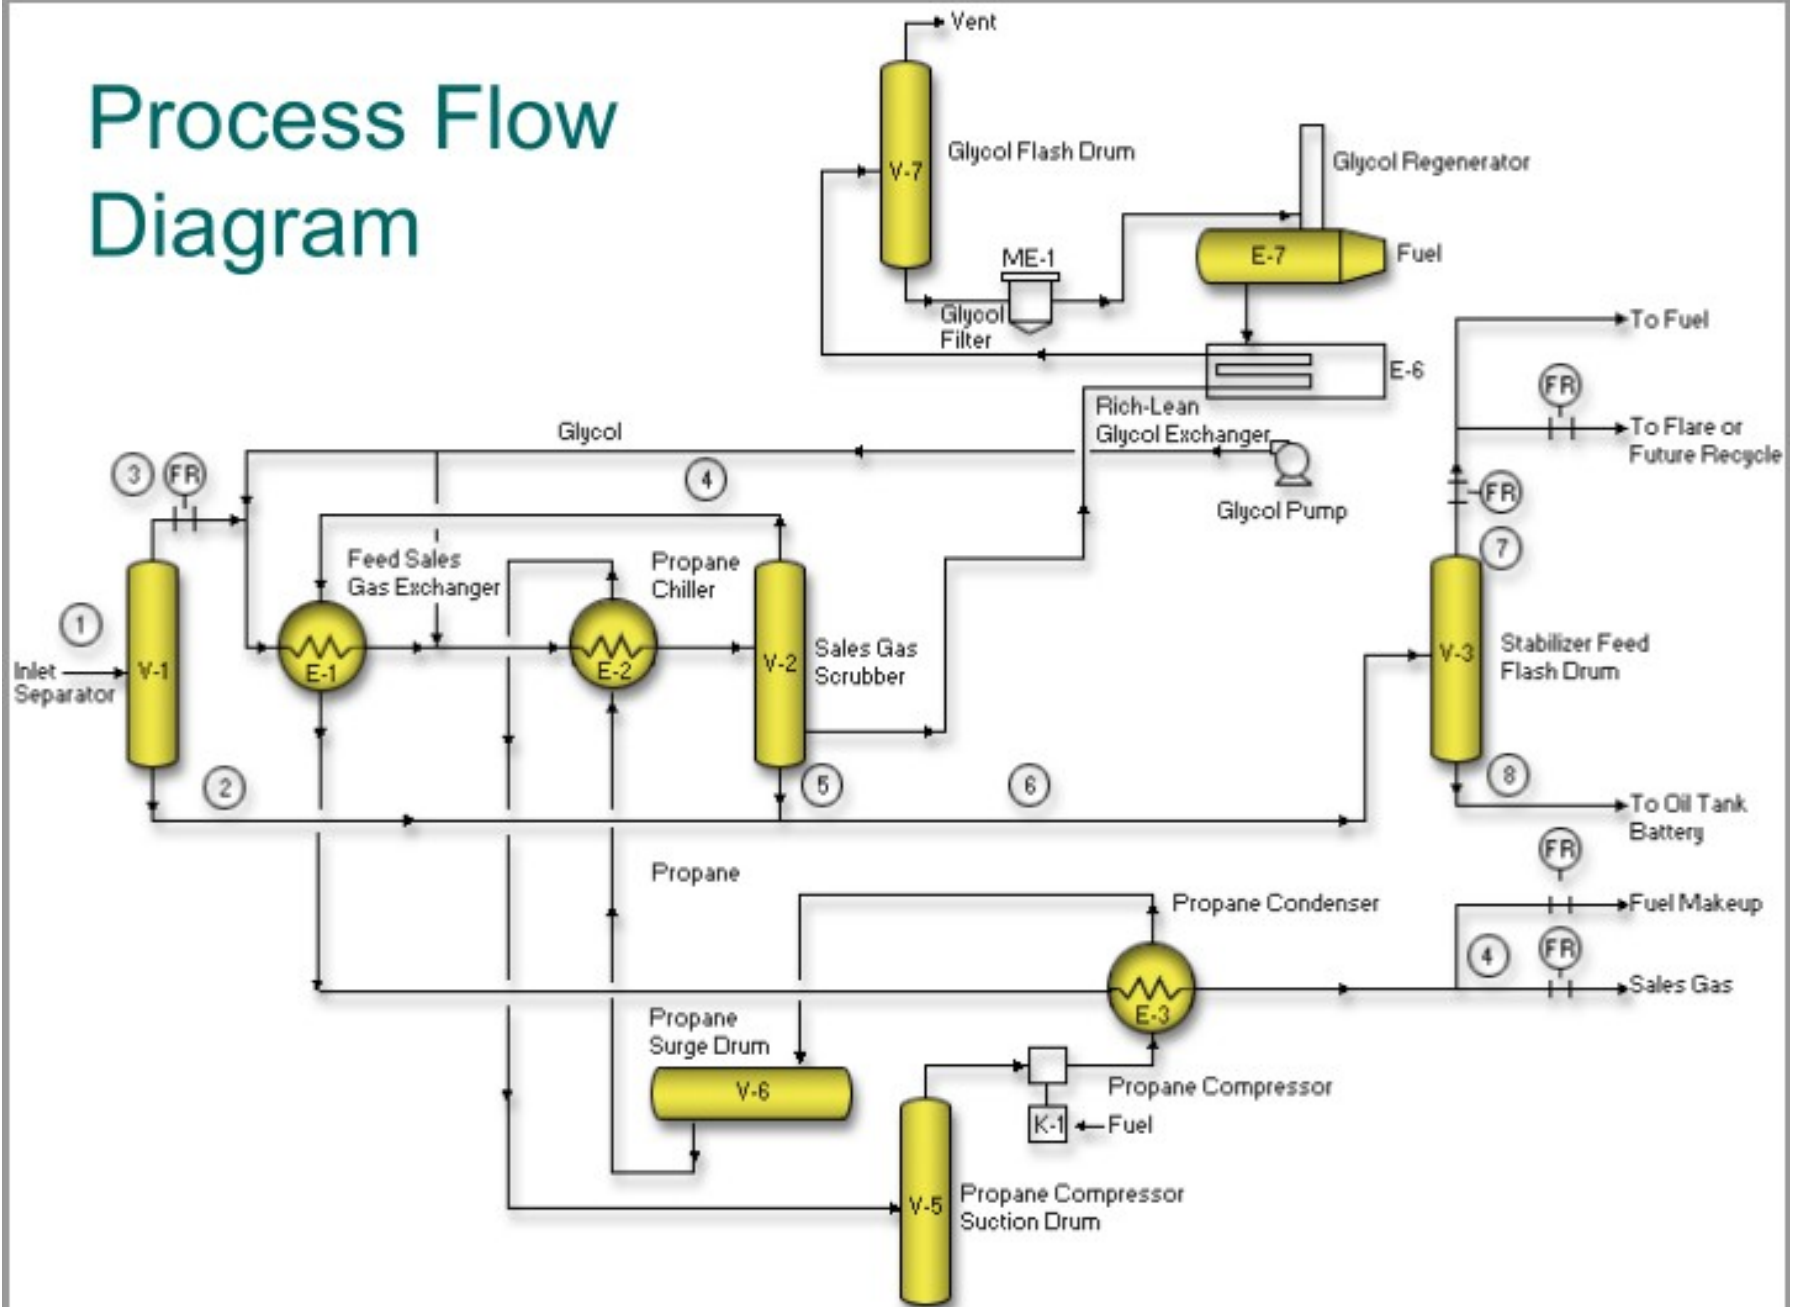 Process Flow
Diagram
Vent
V-7
Glycol Flash Drum
Glycol Regenerator
E-7
Fuel
ME-1
Glycol
Filter
E-6
Rich-Lean
Glycol Exchanger
Glycol Pump
To Fuel
FR
To Flare or
Future Recycle
FR
7
Glycol
3
FR
4
Feed Sales
Gas Exchanger
Propane
Chiller
1
Inlet
Separator
V-1
E-1
E-2
V-2
Sales Gas
Scrubber
V-3
Stabilizer Feed
Flash Drum
2
5
6
8
To Oil Tank
Battery
FR
Propane
Propane Condenser
Fuel Makeup
4
FR
Sales Gas
E-3
Propane
Surge Drum
V-6
Propane Compressor
K-1
Fuel
V-5
Propane Compressor
Suction Drum